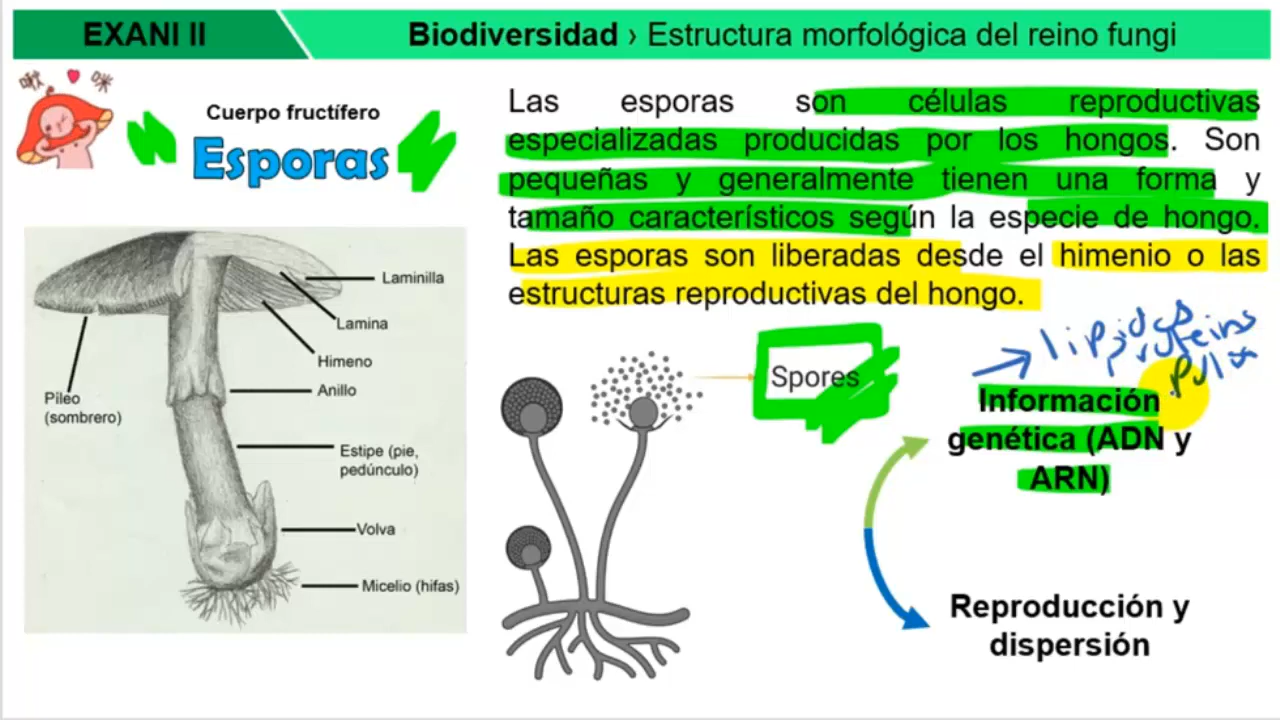 EXANI II
Biodiversidad › Estructura morfológica del reino fungi
Cuerpo fructífero
Esporas
Las esporas son células reproductivas
especializadas producidas por los hongos. Son
pequeñas y generalmente tienen una forma y
tamaño característicos según la especie de hongo.
Las esporas son liberadas desde el himenio o las
estructuras reproductivas del hongo.
Laminilla
Lamina
Himeno
Anillo
Pileo
(sombrero)
Estipe (pie,
pedúnculo)
Volva
Micelio (hifas)
Spores
lipidos
Información
genética (ADN y
ARN)
Reproducción y
dispersión